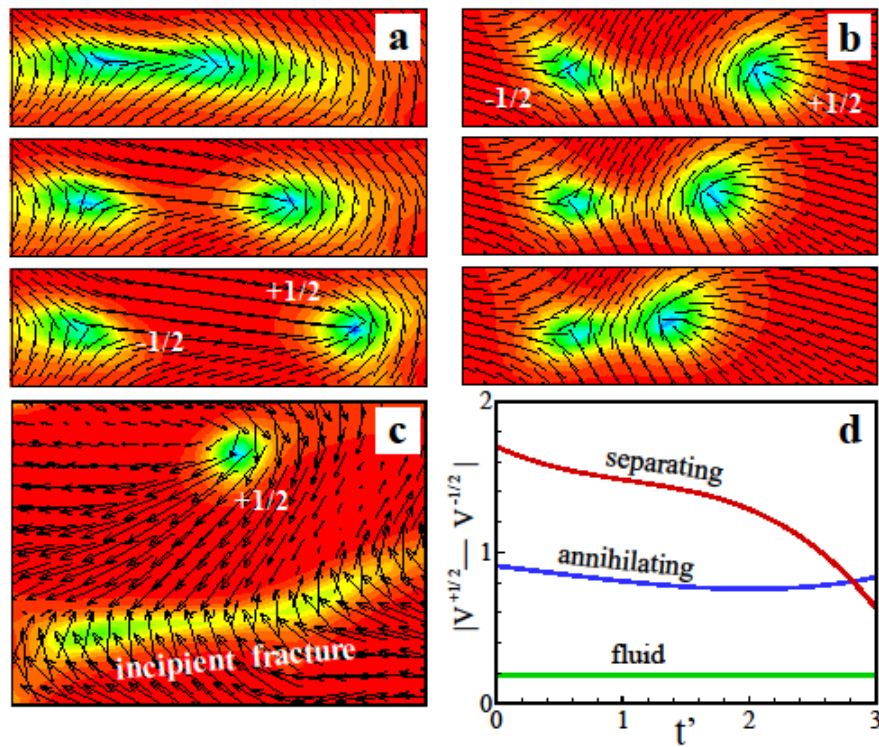 a
-1/2
+1/2
b
-1/2
+1/2
c
+1/2
incipient fracture
d
2
1
0
|V+1/2 — V-1/2|
separating
annihilating
fluid
0 1 2 3
t’